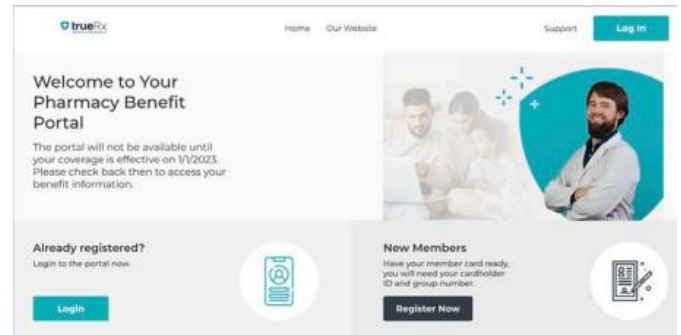 trueRx
Home Our Website Support Log In
Welcome to Your
Pharmacy Benefit
Portal
The portal will not be available until
your coverage is effective on 1/1/2023.
Please check back then to access your
benefit information.
Already registered?
Login to the portal now.
Login
New Members
Have your member card ready,
you will need your cardholder
ID and group number.
Register Now